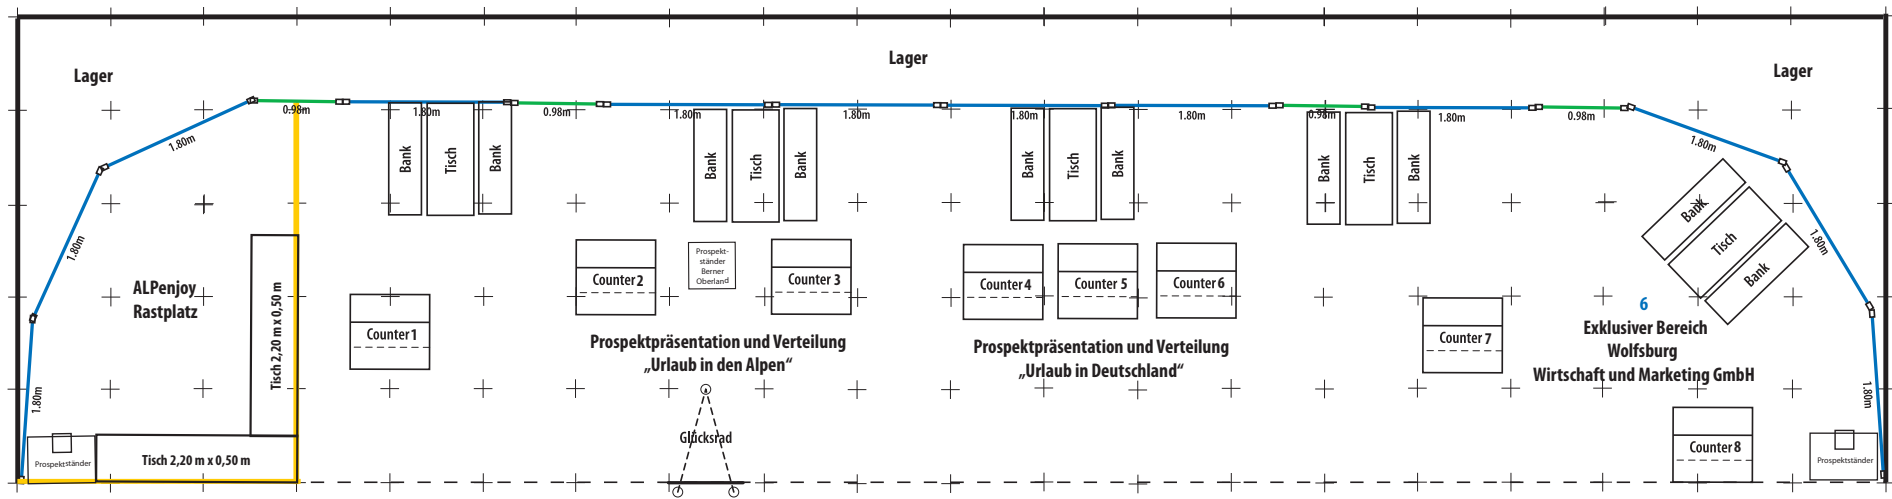 Lager
Lager
Lager
0.98m
1.80m
0.98m
1.80m
1.80m
1.80m
1.80m
0.98m
1.80m
0.98m
1.80m
1.80m
1.80m
1.80m
1.80m
1.80m
Bank
Tisch
Bank
Bank
Tisch
Bank
Bank
Tisch
Bank
Bank
Tisch
Bank
Bank
Tisch
Bank
ALPenjoy
Rastplatz
Tisch 2,20 m x 0,50 m
Tisch 2,20 m x 0,50 m
Prospektständer
Counter 1
Counter 2
Prospekt-
ständer
Berner
Oberland
Counter 3
Prospektpräsentation und Verteilung
„Urlaub in den Alpen“
Glücksrad
Counter 4
Counter 5
Counter 6
Prospektpräsentation und Verteilung
„Urlaub in Deutschland“
Counter 7
6
Exklusiver Bereich
Wolfsburg
Wirtschaft und Marketing GmbH
Counter 8
Prospektständer